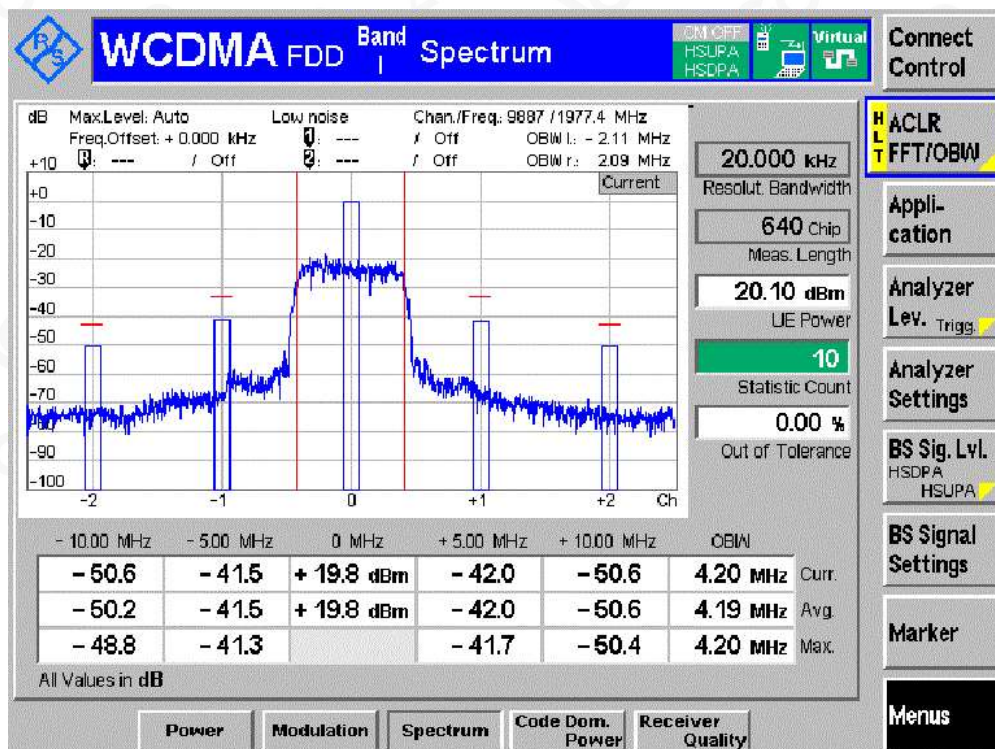 R&S
WCDMA FDD Band I Spectrum
CM OFF
HSUPA
HSDPA
Virtual
Connect Control
dB Max.Level: Auto Low noise Chan./Freq.: 9887 / 1977.4 MHz
Freq.Offset: + 0.000 kHz 1: --- / Off OBW l.: - 2.11 MHz
R: --- / Off 2: --- / Off OBW r.: 2.09 MHz
Current
+10
+0
-10
-20
-30
-40
-50
-60
-70
-80
-90
-100
-2 -1 0 +1 +2 Ch
20.000 kHz
Resolut. Bandwidth
640 Chip
Meas. Length
20.10 dBm
UE Power
10
Statistic Count
0.00 %
Out of Tolerance
- 10.00 MHz - 5.00 MHz 0 MHz + 5.00 MHz + 10.00 MHz OBW
- 50.6 - 41.5 + 19.8 dBm - 42.0 - 50.6 4.20 MHz Curr.
- 50.2 - 41.5 + 19.8 dBm - 42.0 - 50.6 4.19 MHz Avg.
- 48.8 - 41.3 - 41.7 - 50.4 4.20 MHz Max.
All Values in dB
HLT
ACLR
FFT/OBW
Appli-
cation
Analyzer
Lev. Trigg.
Analyzer
Settings
BS Sig. Lvl.
HSDPA
HSUPA
BS Signal
Settings
Marker
Menus
Power
Modulation
Spectrum
Code Dom.
Power
Receiver
Quality